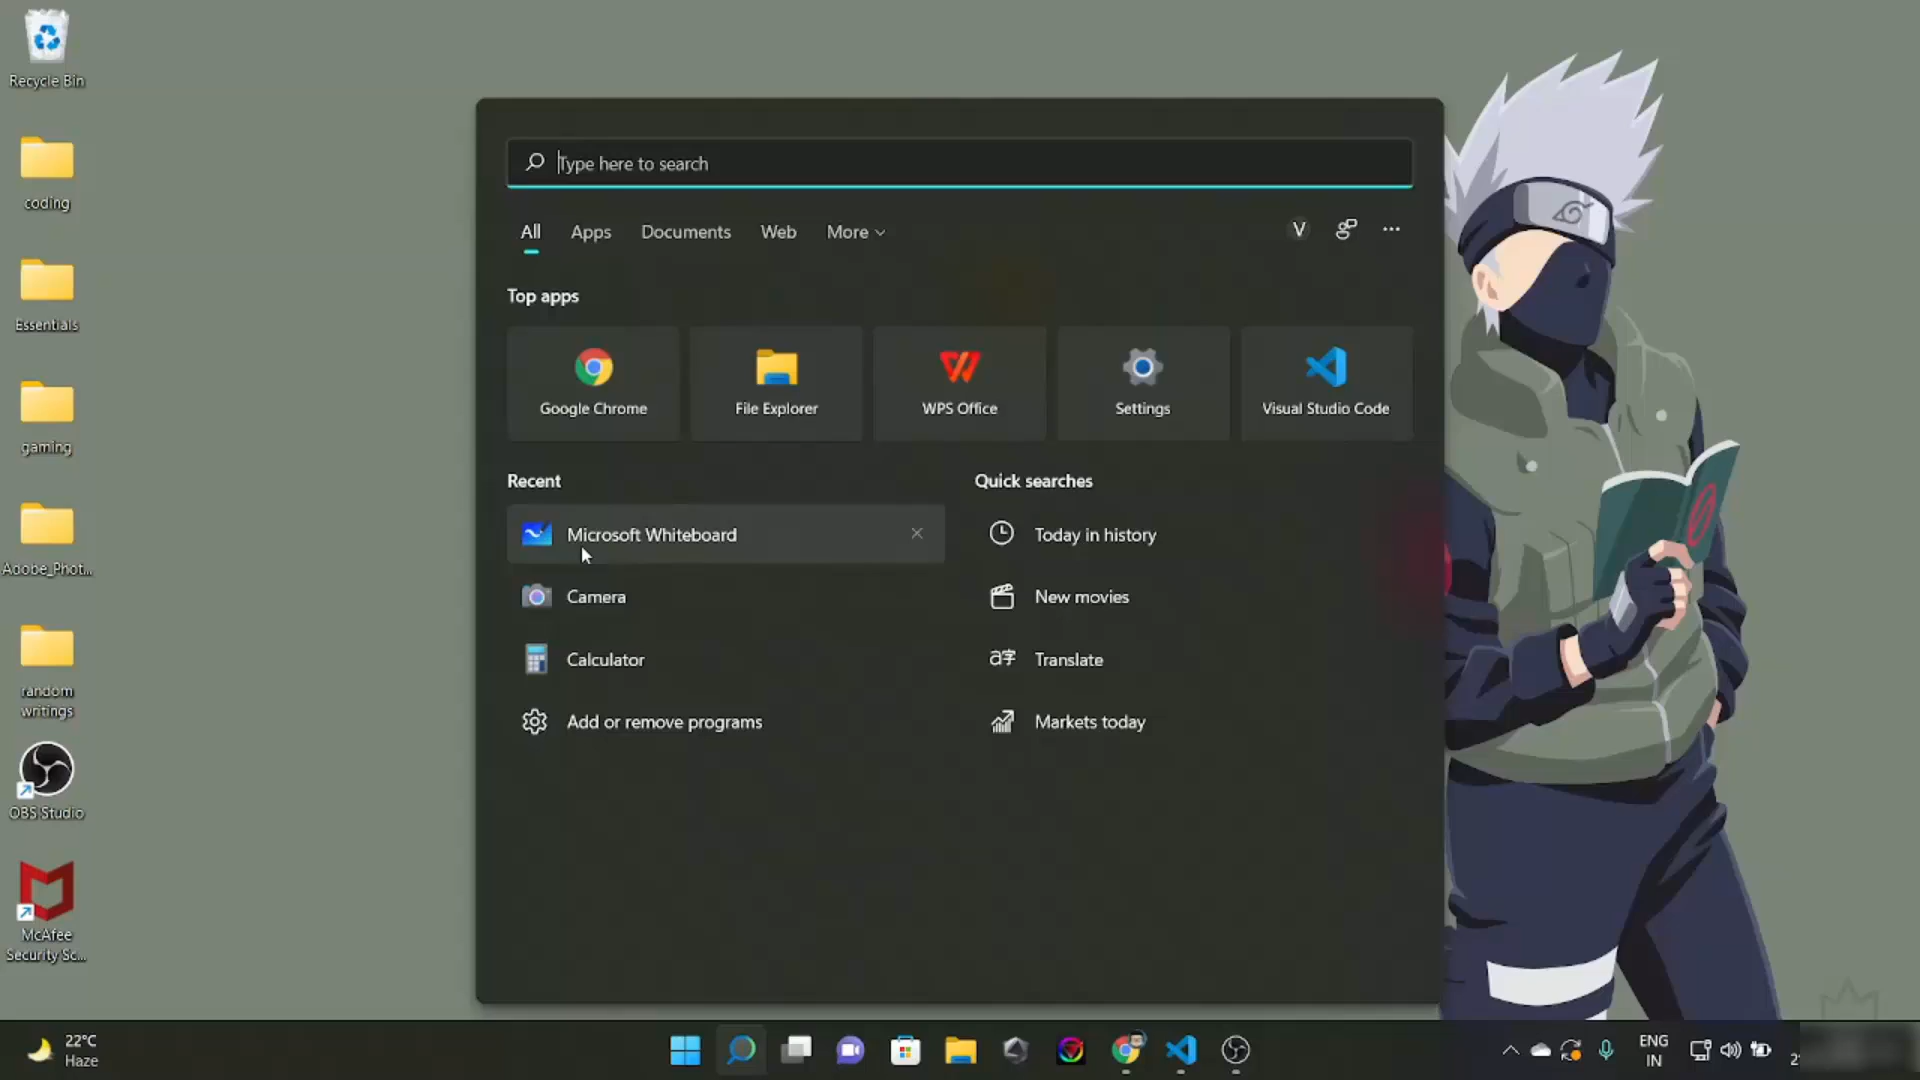 Recycle Bin
coding
Essentials
gaming
Adobe_Phot...
random
writings
OBS Studio
McAfee
Security Sc...
Type here to search
All
Apps
Documents
Web
More
V
Top apps
Google Chrome
File Explorer
WPS Office
Settings
Visual Studio Code
Recent
Microsoft Whiteboard
Camera
Calculator
Add or remove programs
Quick searches
Today in history
New movies
Translate
Markets today
22°C
Haze
ENG
IN